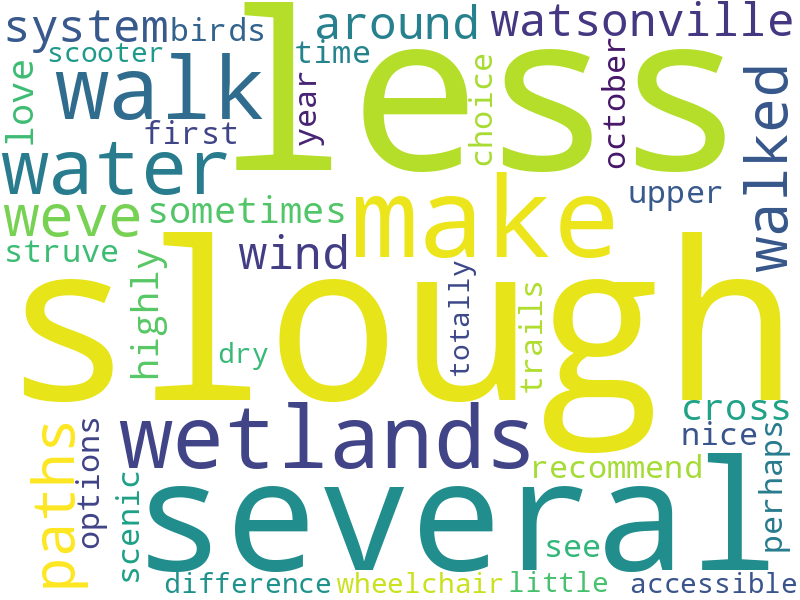 system
birds
less
around
watsonville
scooter
time
walk
love
year
choice
october
walked
first
water
make
upper
weve
sometimes
struve
wind
highly
slough
totally
trails
dry
wetlands
cross
nice
paths
options
perhaps
recommend
scenic
several
see
difference
wheelchair
little
accessible